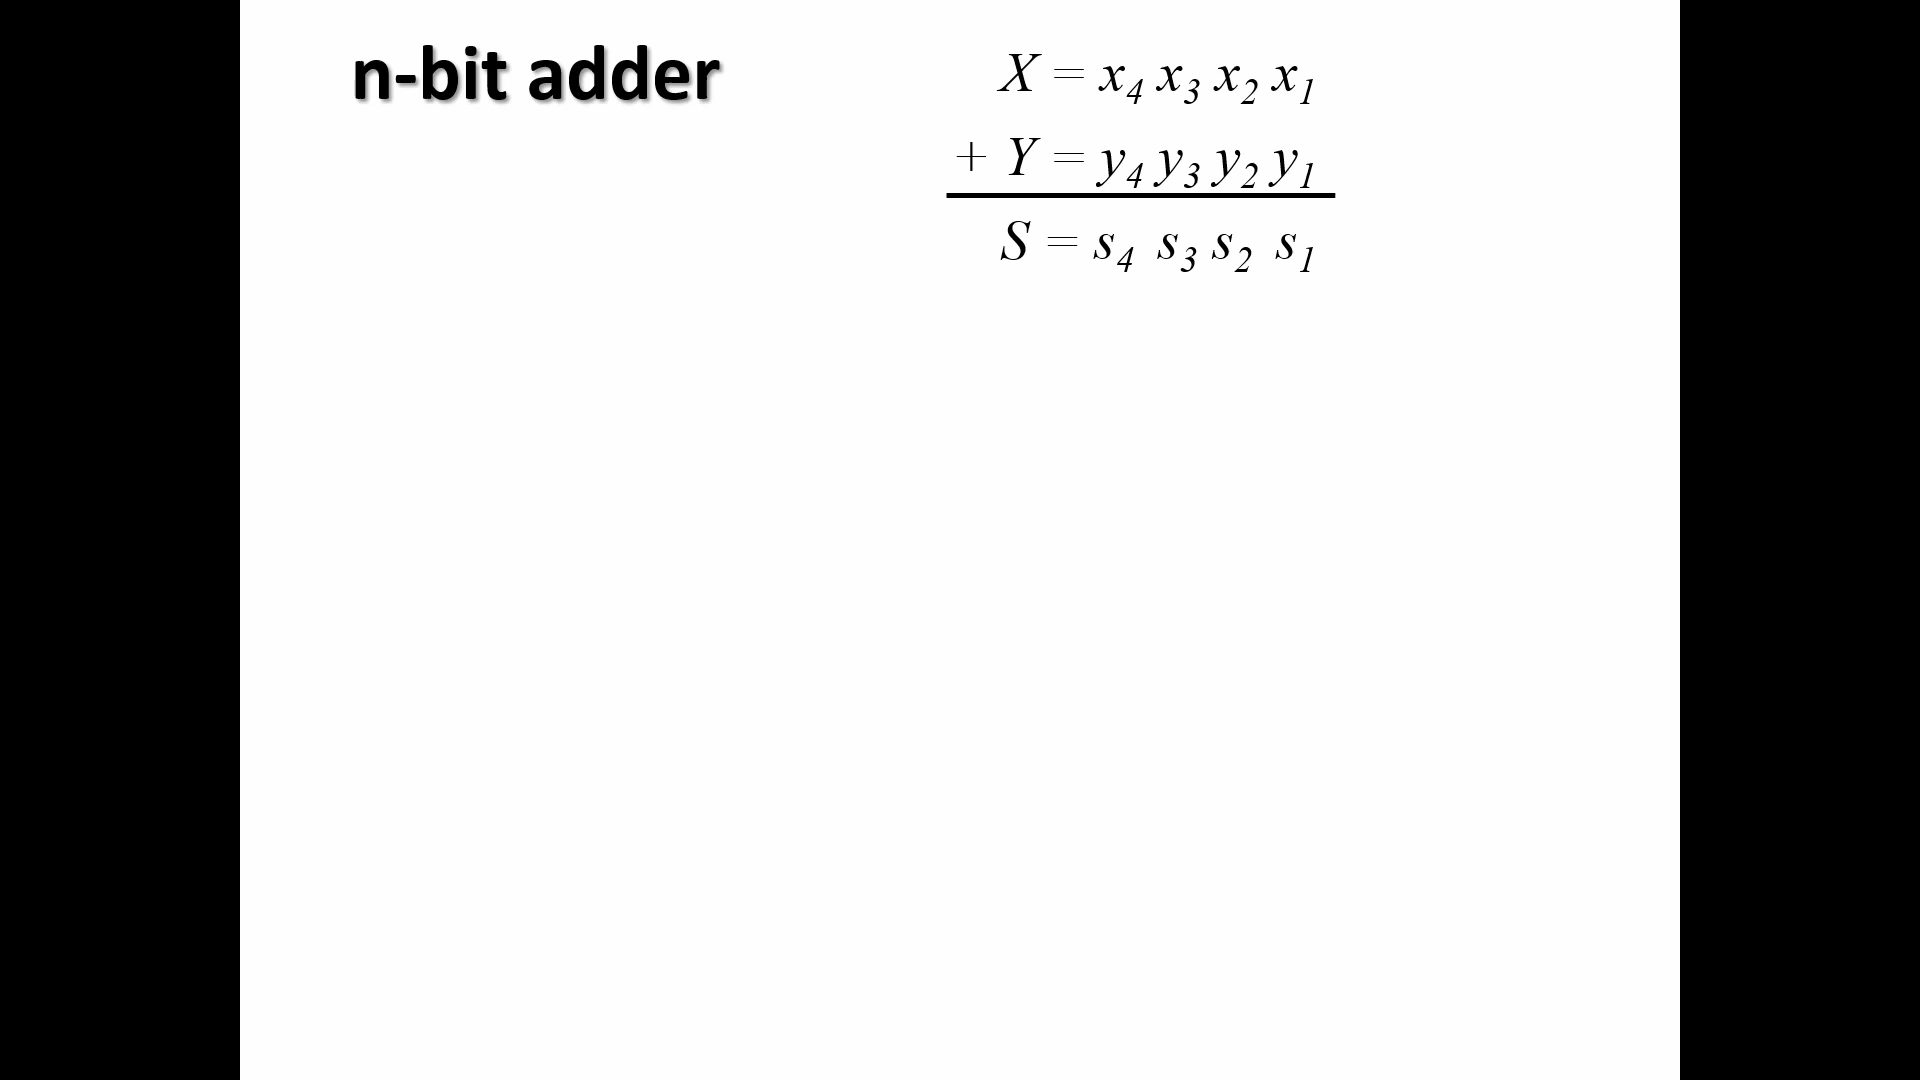 n-bit adder
X = x₄ x₃ x₂ x₁
+ Y = y₄ y₃ y₂ y₁
S = s₄ s₃ s₂ s₁